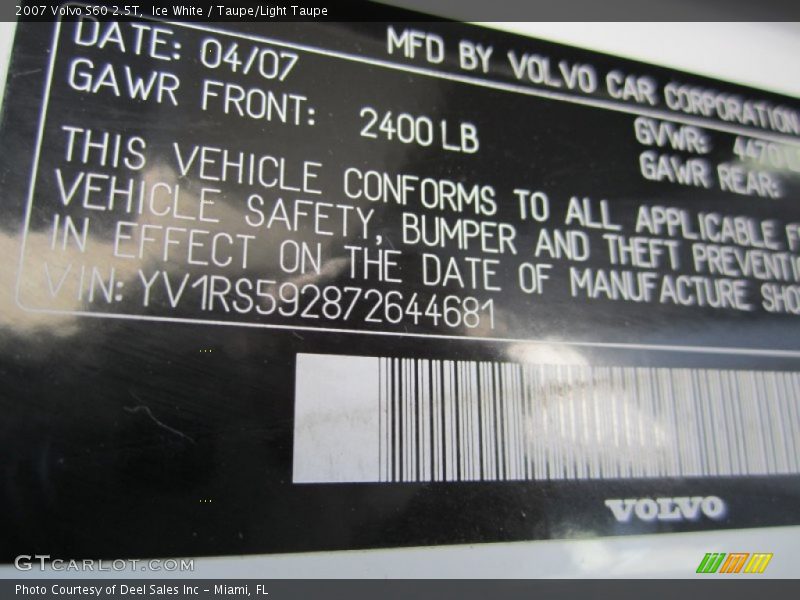 2007 Volvo S60 2.5T, Ice White / Taupe/Light Taupe
DATE: 04/07 MFD BY VOLVO CAR CORPORATION
GAWR FRONT: 2400 LB GVWR: 4470
GAWR REAR:
THIS VEHICLE CONFORMS TO ALL APPLICABLE
VEHICLE SAFETY, BUMPER AND THEFT PREVENTI
IN EFFECT ON THE DATE OF MANUFACTURE SHO
VIN: YV1RS592872644681
VOLVO
GTCARLOT.COM
Photo Courtesy of Deel Sales Inc - Miami, FL